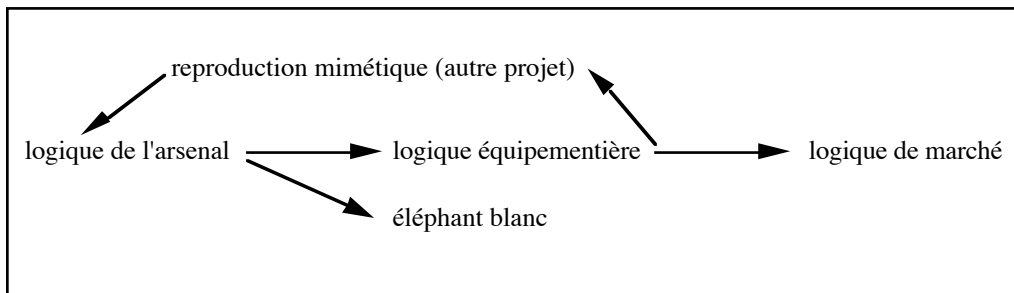 reproduction mimétique (autre projet)
logique de l'arsenal logique équipementière logique de marché
éléphant blanc